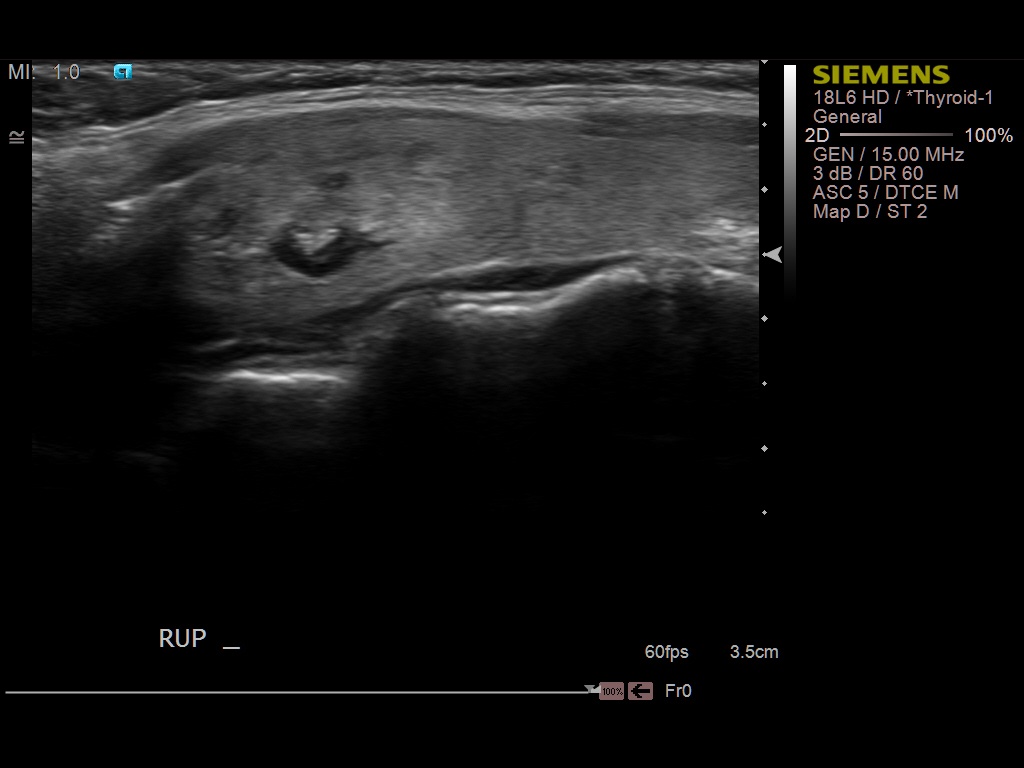 MI: 1.0
SIEMENS
18L6 HD / *Thyroid-1
General
2D 100%
GEN / 15.00 MHz
3 dB / DR 60
ASC 5 / DTCE M
Map D / ST 2
RUP _
60fps 3.5cm
100% Fr0